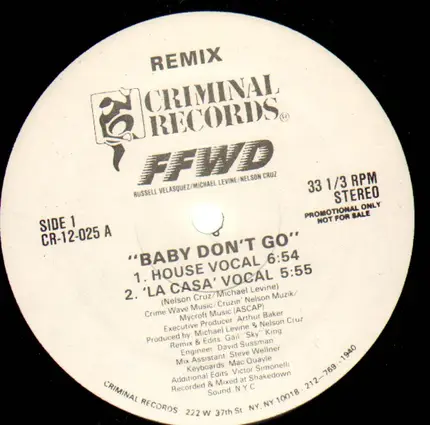 REMIX
CRIMINAL
RECORDS
FFWD
RUSSELL VELASQUEZ/MICHAEL LEVINE/NELSON CRUZ
33 1/3 RPM
STEREO
PROMOTIONAL ONLY
NOT FOR SALE
SIDE 1
CR-12-025 A
"BABY DON'T GO"
1. HOUSE VOCAL 6:54
2. 'LA CASA' VOCAL 5:55
(Nelson Cruz/Michael Levine)
Crime Wave Music/Cruzin' Nelson Muzik/
Mycroft Music (ASCAP)
Executive Producer: Arthur Baker
Produced by: Michael Levine & Nelson Cruz
Remix & Edits: Gail "Sky" King
Engineer: David Sussman
Mix Assistant: Steve Wellner
Keyboards: Mac Quayle
Additional Edits: Victor Simonelli
Recorded & Mixed at Shakedown
Sound, NYC
CRIMINAL RECORDS 222 W 37th St NY, NY 10018 212-769-1940